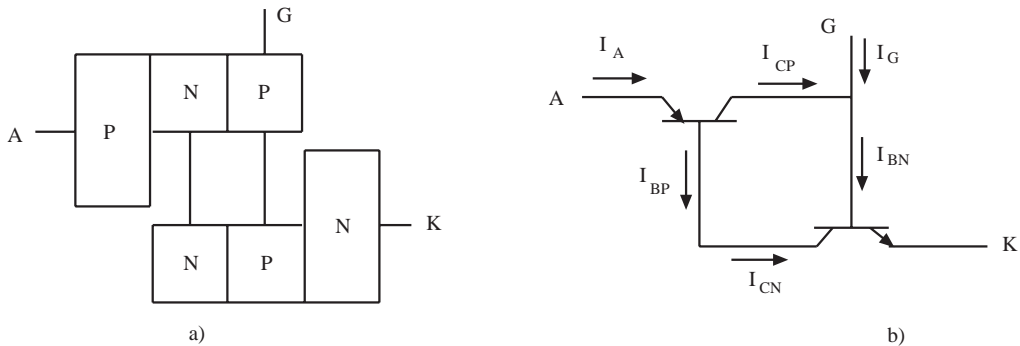 G
N P
A P
N K
N P
a)
G
I A I CP I G
A
I BP I BN
K
I CN
b)